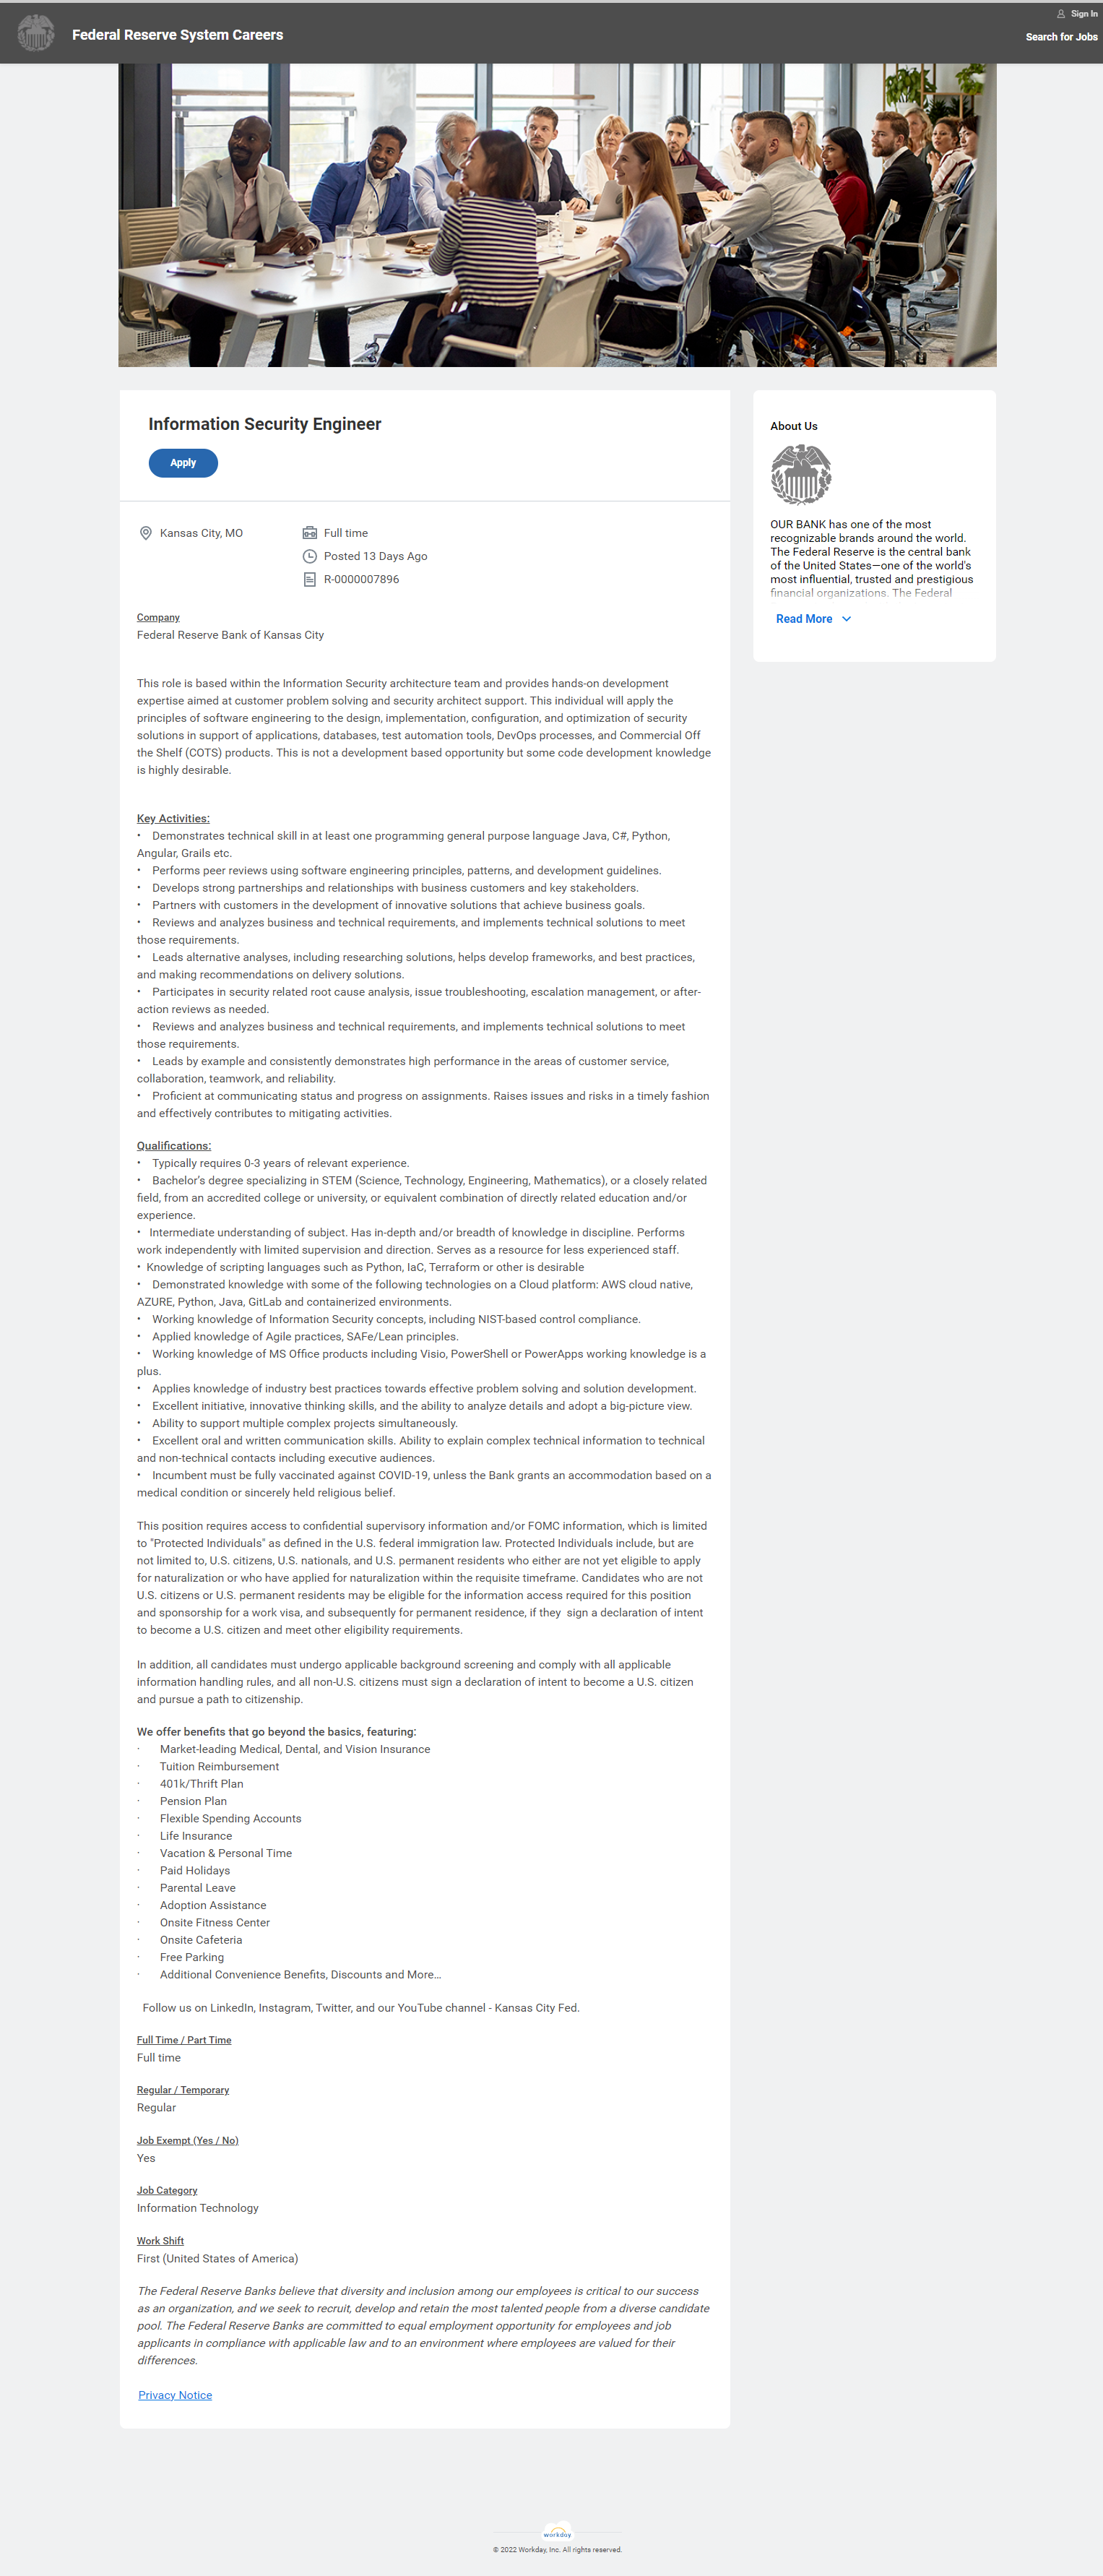 Sign In
Federal Reserve System Careers
Search for Jobs
Information Security Engineer
Apply
Kansas City, MO
Full time
Posted 13 Days Ago
R-0000007896
Company
Federal Reserve Bank of Kansas City
This role is based within the Information Security architecture team and provides hands-on development
expertise aimed at customer problem solving and security architect support. This individual will apply the
principles of software engineering to the design, implementation, configuration, and optimization of security
solutions in support of applications, databases, test automation tools, DevOps processes, and Commercial Off
the Shelf (COTS) products. This is not a development based opportunity but some code development knowledge
is highly desirable.
Key Activities:
• Demonstrates technical skill in at least one programming general purpose language Java, C#, Python,
Angular, Grails etc.
• Performs peer reviews using software engineering principles, patterns, and development guidelines.
• Develops strong partnerships and relationships with business customers and key stakeholders.
• Partners with customers in the development of innovative solutions that achieve business goals.
• Reviews and analyzes business and technical requirements, and implements technical solutions to meet
those requirements.
• Leads alternative analyses, including researching solutions, helps develop frameworks, and best practices,
and making recommendations on delivery solutions.
• Participates in security related root cause analysis, issue troubleshooting, escalation management, or after-
action reviews as needed.
• Reviews and analyzes business and technical requirements, and implements technical solutions to meet
those requirements.
• Leads by example and consistently demonstrates high performance in the areas of customer service,
collaboration, teamwork, and reliability.
• Proficient at communicating status and progress on assignments. Raises issues and risks in a timely fashion
and effectively contributes to mitigating activities.
Qualifications:
• Typically requires 0-3 years of relevant experience.
• Bachelor's degree specializing in STEM (Science, Technology, Engineering, Mathematics), or a closely related
field, from an accredited college or university, or equivalent combination of directly related education and/or
experience.
• Intermediate understanding of subject. Has in-depth and/or breadth of knowledge in discipline. Performs
work independently with limited supervision and direction. Serves as a resource for less experienced staff.
• Knowledge of scripting languages such as Python, IaC, Terraform or other is desirable
• Demonstrated knowledge with some of the following technologies on a Cloud platform: AWS cloud native,
AZURE, Python, Java, GitLab and containerized environments.
• Working knowledge of Information Security concepts, including NIST-based control compliance.
• Applied knowledge of Agile practices, SAFe/Lean principles.
• Working knowledge of MS Office products including Visio, PowerShell or PowerApps working knowledge is a
plus.
• Applies knowledge of industry best practices towards effective problem solving and solution development.
• Excellent initiative, innovative thinking skills, and the ability to analyze details and adopt a big-picture view.
• Ability to support multiple complex projects simultaneously.
• Excellent oral and written communication skills. Ability to explain complex technical information to technical
and non-technical contacts including executive audiences.
• Incumbent must be fully vaccinated against COVID-19, unless the Bank grants an accommodation based on a
medical condition or sincerely held religious belief.
This position requires access to confidential supervisory information and/or FOMC information, which is limited
to "Protected Individuals" as defined in the U.S. federal immigration law. Protected Individuals include, but are
not limited to, U.S. citizens, U.S. nationals, and U.S. permanent residents who either are not yet eligible to apply
for naturalization or who have applied for naturalization within the requisite timeframe. Candidates who are not
U.S. citizens or U.S. permanent residents may be eligible for the information access required for this position
and sponsorship for a work visa, and subsequently for permanent residence, if they sign a declaration of intent
to become a U.S. citizen and meet other eligibility requirements.
In addition, all candidates must undergo applicable background screening and comply with all applicable
information handling rules, and all non-U.S. citizens must sign a declaration of intent to become a U.S. citizen
and pursue a path to citizenship.
We offer benefits that go beyond the basics, featuring:
· Market-leading Medical, Dental, and Vision Insurance
· Tuition Reimbursement
· 401k/Thrift Plan
· Pension Plan
· Flexible Spending Accounts
· Life Insurance
· Vacation & Personal Time
· Paid Holidays
· Parental Leave
· Adoption Assistance
· Onsite Fitness Center
· Onsite Cafeteria
· Free Parking
· Additional Convenience Benefits, Discounts and More...
Follow us on LinkedIn, Instagram, Twitter, and our YouTube channel - Kansas City Fed.
Full Time / Part Time
Full time
Regular / Temporary
Regular
Job Exempt (Yes / No)
Yes
Job Category
Information Technology
Work Shift
First (United States of America)
The Federal Reserve Banks believe that diversity and inclusion among our employees is critical to our success
as an organization, and we seek to recruit, develop and retain the most talented people from a diverse candidate
pool. The Federal Reserve Banks are committed to equal employment opportunity for employees and job
applicants in compliance with applicable law and to an environment where employees are valued for their
differences.
Privacy Notice
About Us
OUR BANK has one of the most
recognizable brands around the world.
The Federal Reserve is the central bank
of the United States—one of the world's
most influential, trusted and prestigious
financial organizations. The Federal
Read More
workday
© 2022 Workday, Inc. All rights reserved.